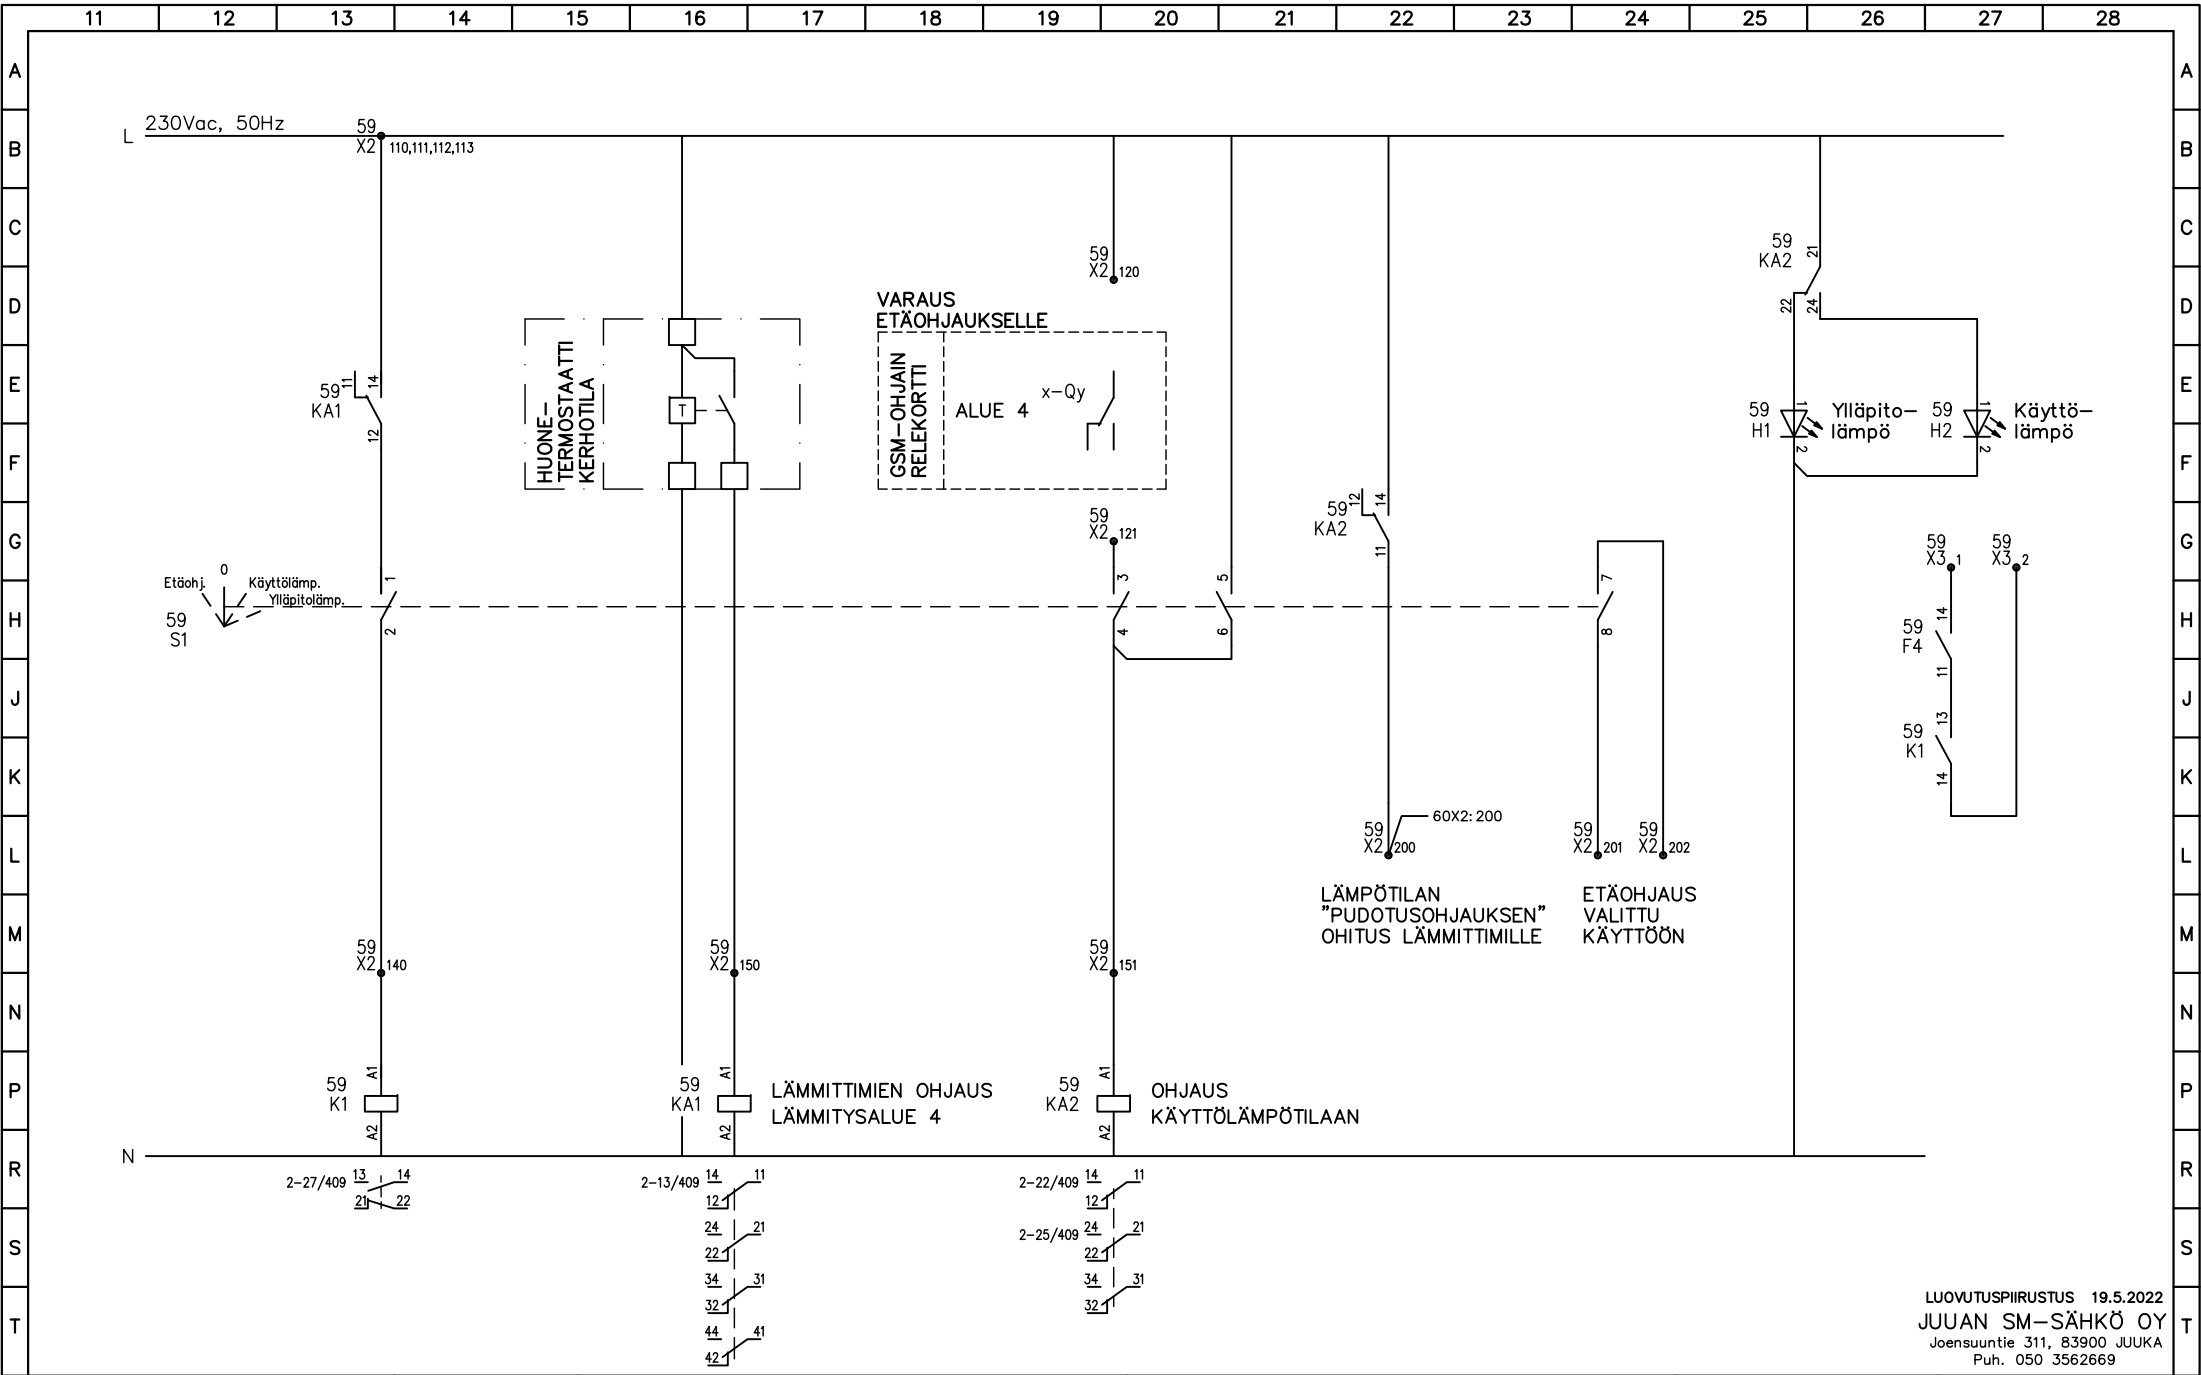 11 12 13 14 15 16 17 18 19 20 21 22 23 24 25 26 27 28
A A
B B
C C
D D
E E
F F
G G
H H
J J
K K
L L
M M
N N
P P
R R
S S
T T
L 230Vac, 50Hz
59
X2 110,111,112,113
59
X2 120
59
KA2 21
22 24
VARAUS
ETÄOHJAUKSELLE
GSM-OHJAIN
RELEKORTTI
ALUE 4
x-Qy
HUONE-
TERMOSTAATTI
KERHOTILA
T
59
KA1
11 14
12
59
H1
1
2
Ylläpito-
lämpö
59
H2
1
2
Käyttö-
lämpö
59
KA2
12 14
11
59
X2 121
59
X3 1
59
X3 2
Etäohj.
0
Käyttölämp.
Ylläpitolämp.
59
S1
1
2
3
4
5
6
7
8
59
F4
14
11
59
K1
13
14
60X2:200
59
X2 200
59
X2 201
59
X2 202
LÄMPÖTILAN
"PUDOTUSOHJAUKSEN"
OHITUS LÄMMITTIMILLE
ETÄOHJAUS
VALITTU
KÄYTTÖÖN
59
X2 140
59
X2 150
59
X2 151
59
K1
A1
A2
59
KA1
A1
A2
LÄMMITTIMIEN OHJAUS
LÄMMITYSALUE 4
59
KA2
A1
A2
OHJAUS
KÄYTTÖLÄMPÖTILAAN
N
2-27/409 13 14
21 22
2-13/409 14 11
12
24 21
22
34 31
32
44 41
42
2-22/409 14 11
12
2-25/409 24 21
22
34 31
32
LUOVUTUSPIIRUSTUS 19.5.2022
JUUAN SM-SÄHKÖ OY
Joensuuntie 311, 83900 JUUKA
Puh. 050 3562669